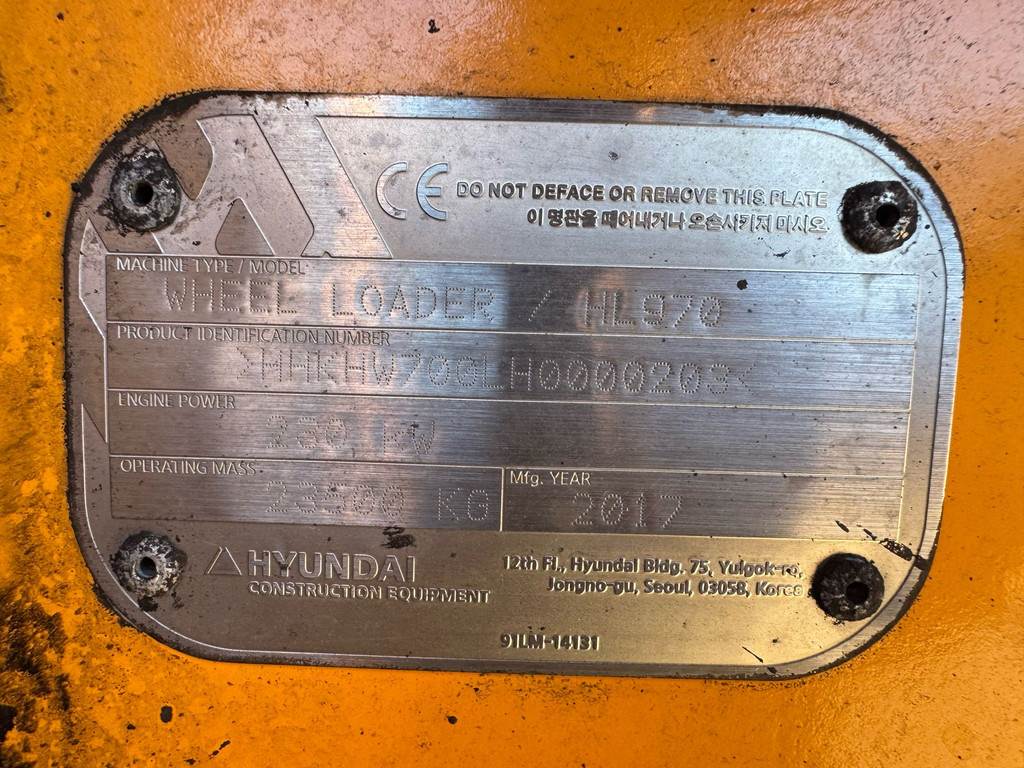 CE DO NOT DEFACE OR REMOVE THIS PLATE
이 명판을 떼어내거나 오손시키지 마시오
MACHINE TYPE / MODEL
WHEEL LOADER / HL970
PRODUCT IDENTIFICATION NUMBER
ENGINE POWER
KW
OPERATING MASS
KG
Mfg. YEAR
2017
HYUNDAI
CONSTRUCTION EQUIPMENT
12th Fl., Hyundai Bldg. 75, Yulgok-ro,
Jongno-gu, Seoul, 03058, Korea
91LM-14131